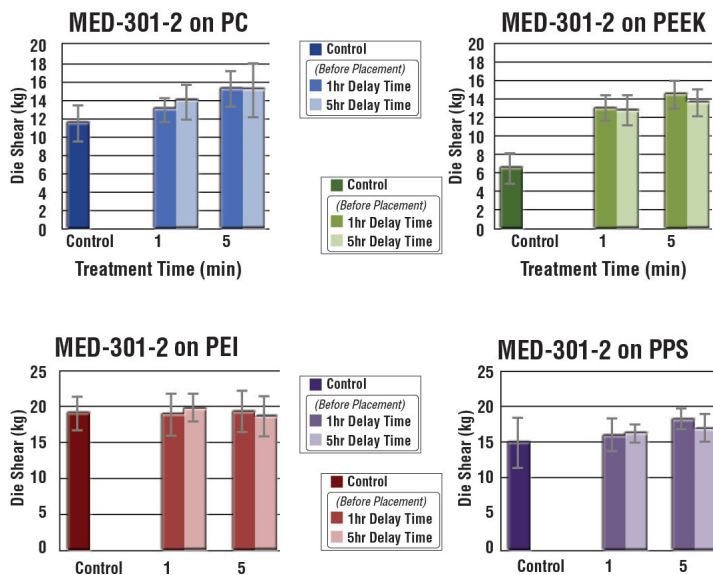 MED-301-2 on PC
Die Shear (kg)
20
18
16
14
12
10
8
6
4
2
0
Control
1
5
Treatment Time (min)
Control
(Before Placement)
1hr Delay Time
5hr Delay Time
MED-301-2 on PEEK
Die Shear (kg)
20
18
16
14
12
10
8
6
4
2
0
Control
1
5
Treatment Time (min)
Control
(Before Placement)
1hr Delay Time
5hr Delay Time
MED-301-2 on PEI
Die Shear (kg)
25
20
15
10
5
0
Control
1
5
Control
(Before Placement)
1hr Delay Time
5hr Delay Time
Control
(Before Placement)
1hr Delay Time
5hr Delay Time
MED-301-2 on PPS
Die Shear (kg)
25
20
15
10
5
0
Control
1
5